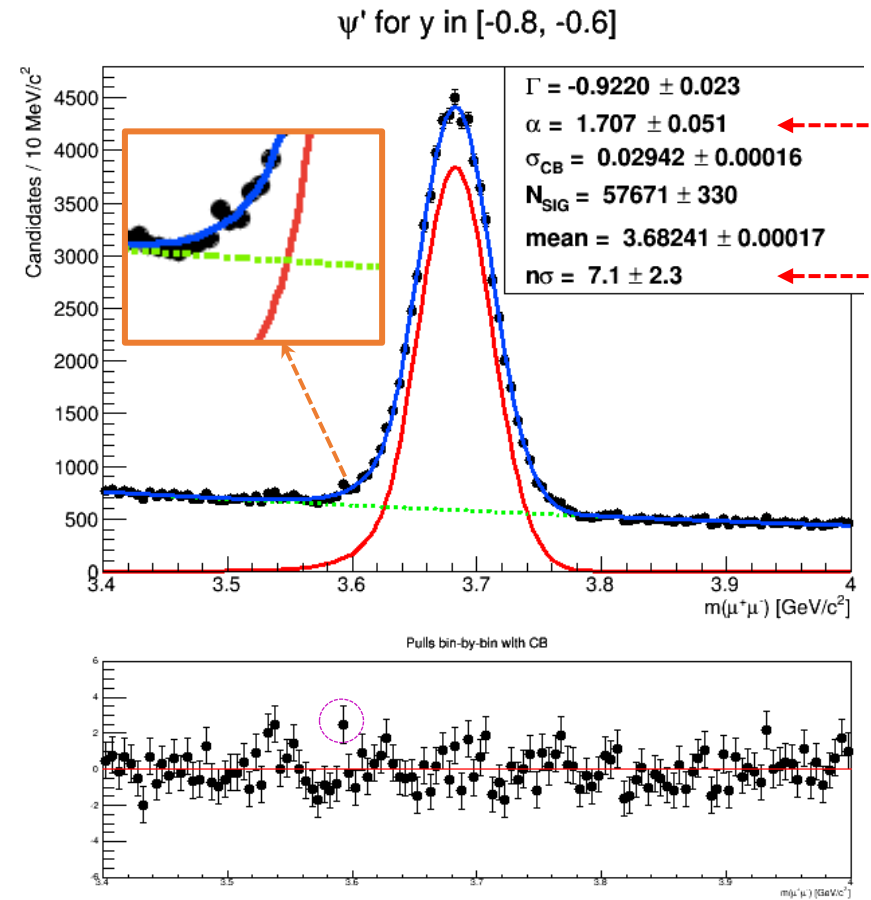 ψ' for y in [-0.8, -0.6]
Candidates / 10 MeV/c²
4500
4000
3500
3000
2500
2000
1500
1000
500
0
Γ = -0.9220 ± 0.023
α = 1.707 ± 0.051
σCB = 0.02942 ± 0.00016
NSIG = 57671 ± 330
mean = 3.68241 ± 0.00017
nσ = 7.1 ± 2.3
3.4 3.5 3.6 3.7 3.8 3.9 4
m(μ⁺μ⁻) [GeV/c²]
Pulls bin-by-bin with CB
6
4
2
0
-2
-4
-6
3.4 3.5 3.6 3.7 3.8 3.9 4
m(μ⁺μ⁻) [GeV/c²]